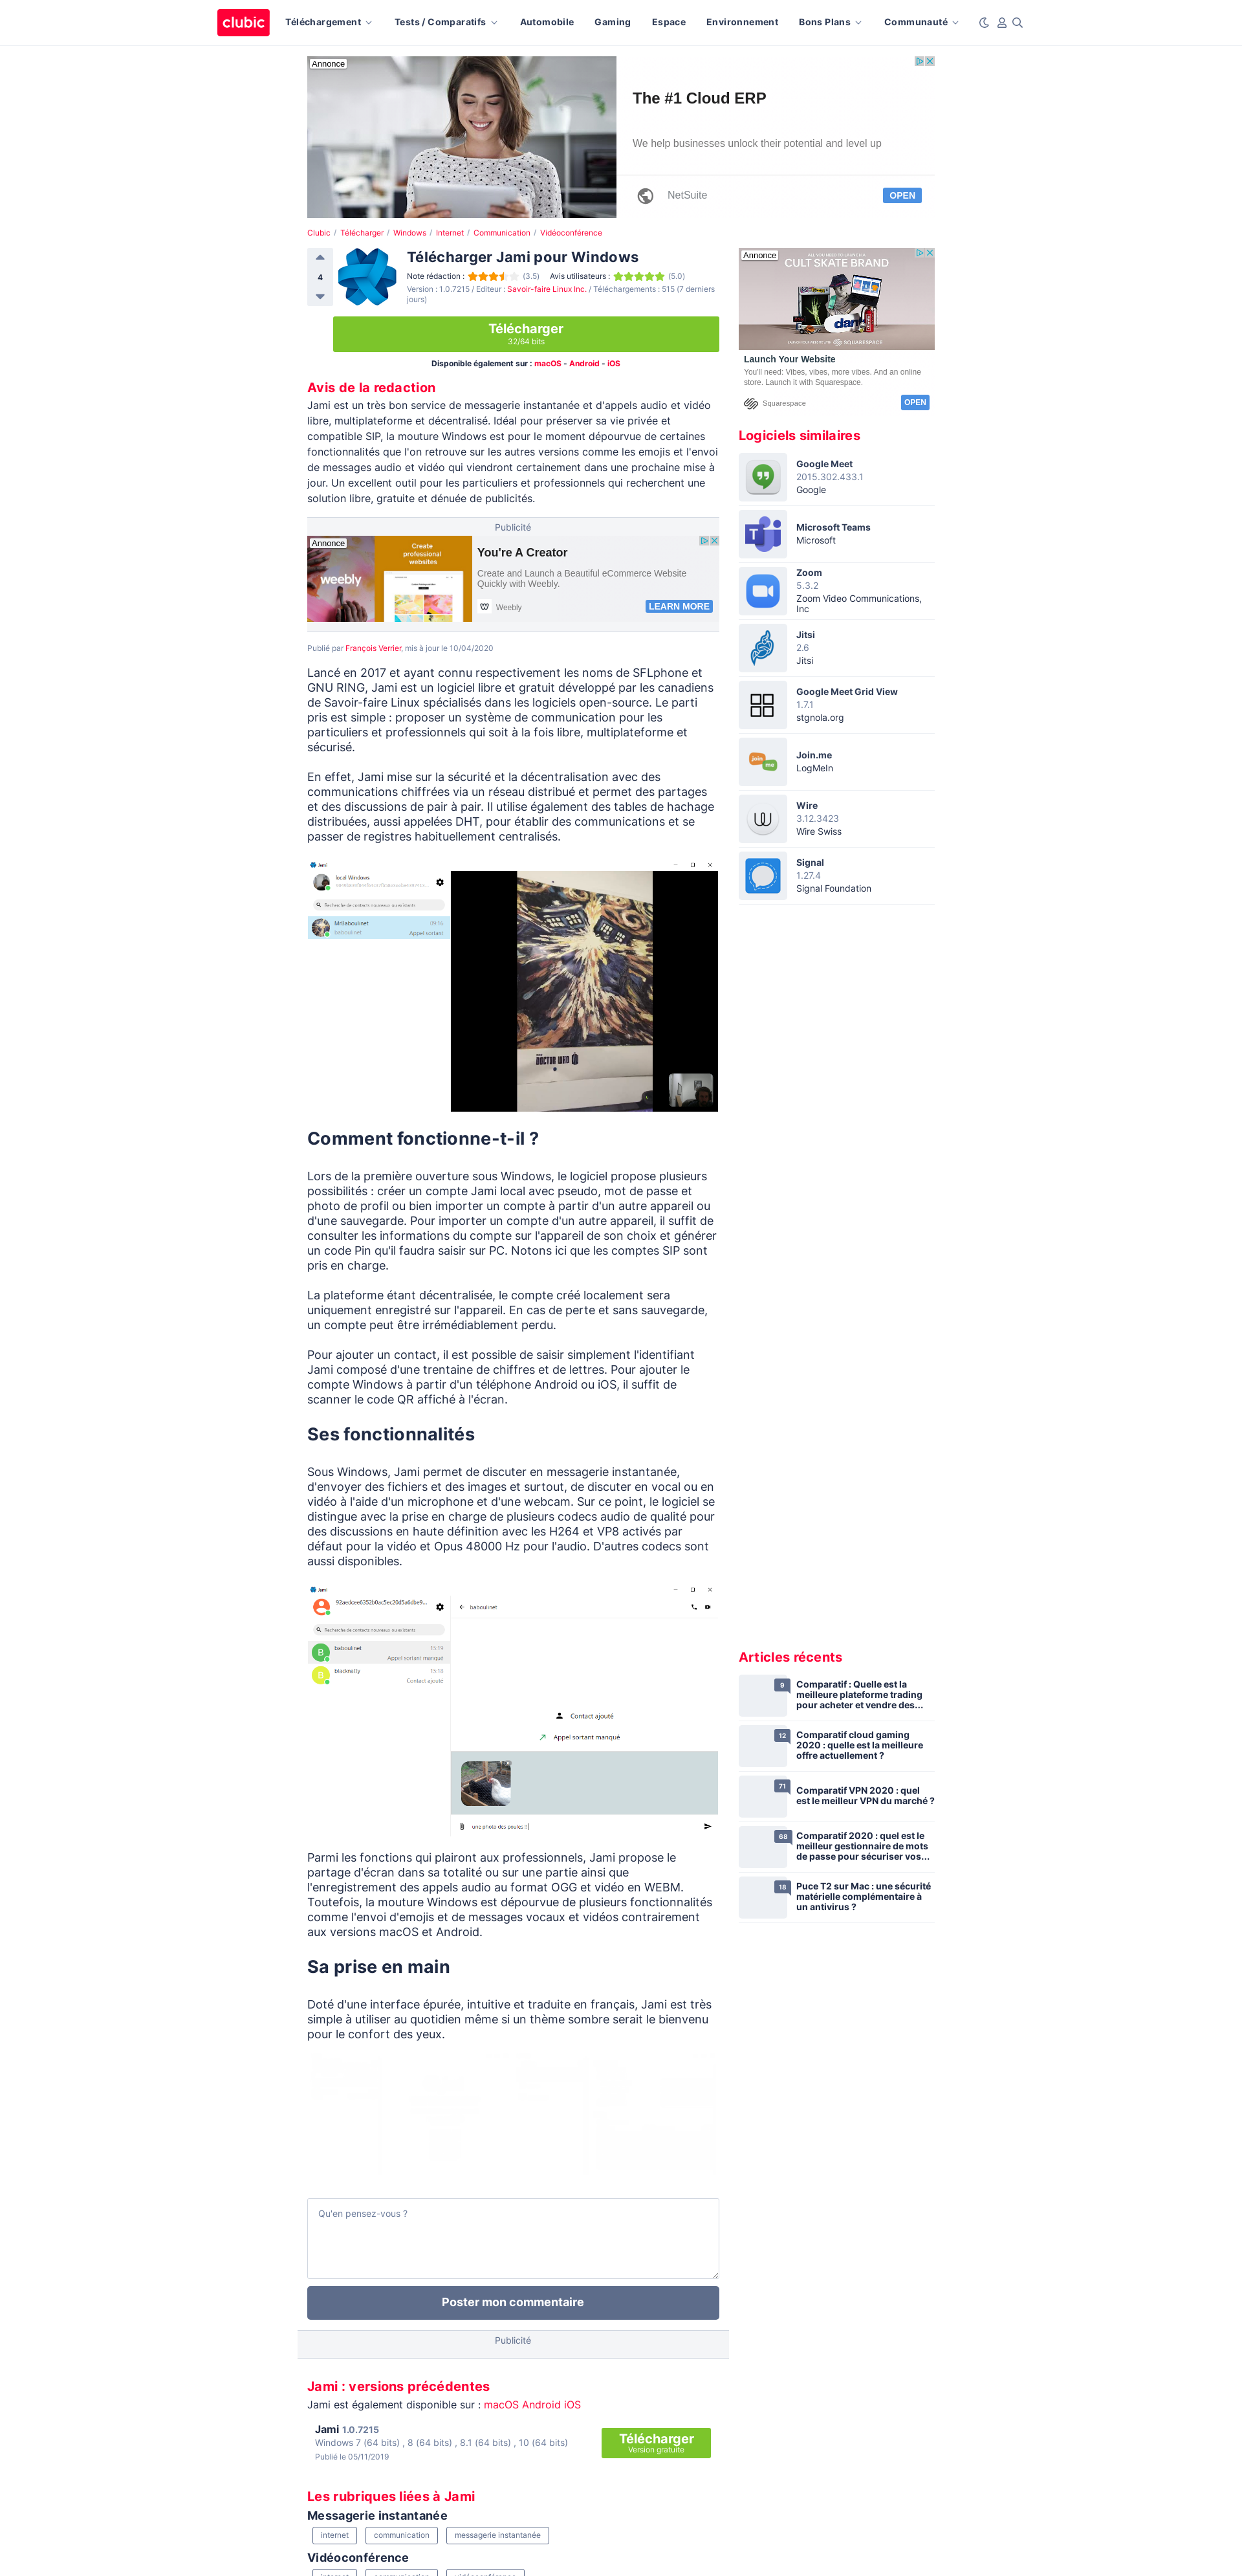 clubic
Téléchargement
Tests / Comparatifs
Automobile
Gaming
Espace
Environnement
Bons Plans
Communauté
Annonce
The #1 Cloud ERP
We help businesses unlock their potential and level up
NetSuite
OPEN
Clubic / Télécharger / Windows / Internet / Communication / Vidéoconférence
4
Télécharger Jami pour Windows
Note rédaction : (3.5) Avis utilisateurs : (5.0)
Version : 1.0.7215 / Editeur : Savoir-faire Linux Inc. / Téléchargements : 515 (7 derniers
jours)
Télécharger
32/64 bits
Disponible également sur : macOS - Android - iOS
Avis de la redaction
Jami est un très bon service de messagerie instantanée et d'appels audio et vidéo
libre, multiplateforme et décentralisé. Idéal pour préserver sa vie privée et
compatible SIP, la mouture Windows est pour le moment dépourvue de certaines
fonctionnalités que l'on retrouve sur les autres versions comme les emojis et l'envoi
de messages audio et vidéo qui viendront certainement dans une prochaine mise à
jour. Un excellent outil pour les particuliers et professionnels qui recherchent une
solution libre, gratuite et dénuée de publicités.
Publicité
Annonce
weebly
Create
professional
websites
You're A Creator
Create and Launch a Beautiful eCommerce Website
Quickly with Weebly.
Weebly
LEARN MORE
Publié par François Verrier, mis à jour le 10/04/2020
Lancé en 2017 et ayant connu respectivement les noms de SFLphone et
GNU RING, Jami est un logiciel libre et gratuit développé par les canadiens
de Savoir-faire Linux spécialisés dans les logiciels open-source. Le parti
pris est simple : proposer un système de communication pour les
particuliers et professionnels qui soit à la fois libre, multiplateforme et
sécurisé.
En effet, Jami mise sur la sécurité et la décentralisation avec des
communications chiffrées via un réseau distribué et permet des partages
et des discussions de pair à pair. Il utilise également des tables de hachage
distribuées, aussi appelées DHT, pour établir des communications et se
passer de registres habituellement centralisés.
Jami
local Windows
Recherche de contacts nouveaux ou existants
Millaboulinet
baboulinet
Appel sortant
DOCTOR WHO
Comment fonctionne-t-il ?
Lors de la première ouverture sous Windows, le logiciel propose plusieurs
possibilités : créer un compte Jami local avec pseudo, mot de passe et
photo de profil ou bien importer un compte à partir d'un autre appareil ou
d'une sauvegarde. Pour importer un compte d'un autre appareil, il suffit de
consulter les informations du compte sur l'appareil de son choix et générer
un code Pin qu'il faudra saisir sur PC. Notons ici que les comptes SIP sont
pris en charge.
La plateforme étant décentralisée, le compte créé localement sera
uniquement enregistré sur l'appareil. En cas de perte et sans sauvegarde,
un compte peut être irrémédiablement perdu.
Pour ajouter un contact, il est possible de saisir simplement l'identifiant
Jami composé d'une trentaine de chiffres et de lettres. Pour ajouter le
compte Windows à partir d'un téléphone Android ou iOS, il suffit de
scanner le code QR affiché à l'écran.
Ses fonctionnalités
Sous Windows, Jami permet de discuter en messagerie instantanée,
d'envoyer des fichiers et des images et surtout, de discuter en vocal ou en
vidéo à l'aide d'un microphone et d'une webcam. Sur ce point, le logiciel se
distingue avec la prise en charge de plusieurs codecs audio de qualité pour
des discussions en haute définition avec les H264 et VP8 activés par
défaut pour la vidéo et Opus 48000 Hz pour l'audio. D'autres codecs sont
aussi disponibles.
Jami
Recherche de contacts nouveaux ou existants
B
baboulinet
15:19
Appel sortant manqué
B
blacknally
15:18
Contact ajouté
baboulinet
Contact ajouté
Appel sortant manqué
une photo des poules !!
Parmi les fonctions qui plairont aux professionnels, Jami propose le
partage d'écran dans sa totalité ou sur une partie ainsi que
l'enregistrement des appels audio au format OGG et vidéo en WEBM.
Toutefois, la mouture Windows est dépourvue de plusieurs fonctionnalités
comme l'envoi d'emojis et de messages vocaux et vidéos contrairement
aux versions macOS et Android.
Sa prise en main
Doté d'une interface épurée, intuitive et traduite en français, Jami est très
simple à utiliser au quotidien même si un thème sombre serait le bienvenu
pour le confort des yeux.
Qu'en pensez-vous ?
Poster mon commentaire
Publicité
Jami : versions précédentes
Jami est également disponible sur : macOS Android iOS
Jami 1.0.7215
Windows 7 (64 bits) , 8 (64 bits) , 8.1 (64 bits) , 10 (64 bits)
Publié le 05/11/2019
Télécharger
Version gratuite
Les rubriques liées à Jami
Messagerie instantanée
internet
communication
messagerie instantanée
Vidéoconférence
Annonce
CULT SKATE BRAND
dan
SQUARESPACE
Launch Your Website
You'll need: Vibes, vibes, more vibes. And an online
store. Launch it with Squarespace.
Squarespace
OPEN
Logiciels similaires
Google Meet
2015.302.433.1
Google
Microsoft Teams
Microsoft
Zoom
5.3.2
Zoom Video Communications,
Inc
Jitsi
2.6
Jitsi
Google Meet Grid View
1.7.1
stgnola.org
join
me
Join.me
LogMeIn
Wire
3.12.3423
Wire Swiss
Signal
1.27.4
Signal Foundation
Articles récents
9
Comparatif : Quelle est la
meilleure plateforme trading
pour acheter et vendre des...
12
Comparatif cloud gaming
2020 : quelle est la meilleure
offre actuellement ?
71
Comparatif VPN 2020 : quel
est le meilleur VPN du marché ?
68
Comparatif 2020 : quel est le
meilleur gestionnaire de mots
de passe pour sécuriser vos...
18
Puce T2 sur Mac : une sécurité
matérielle complémentaire à
un antivirus ?